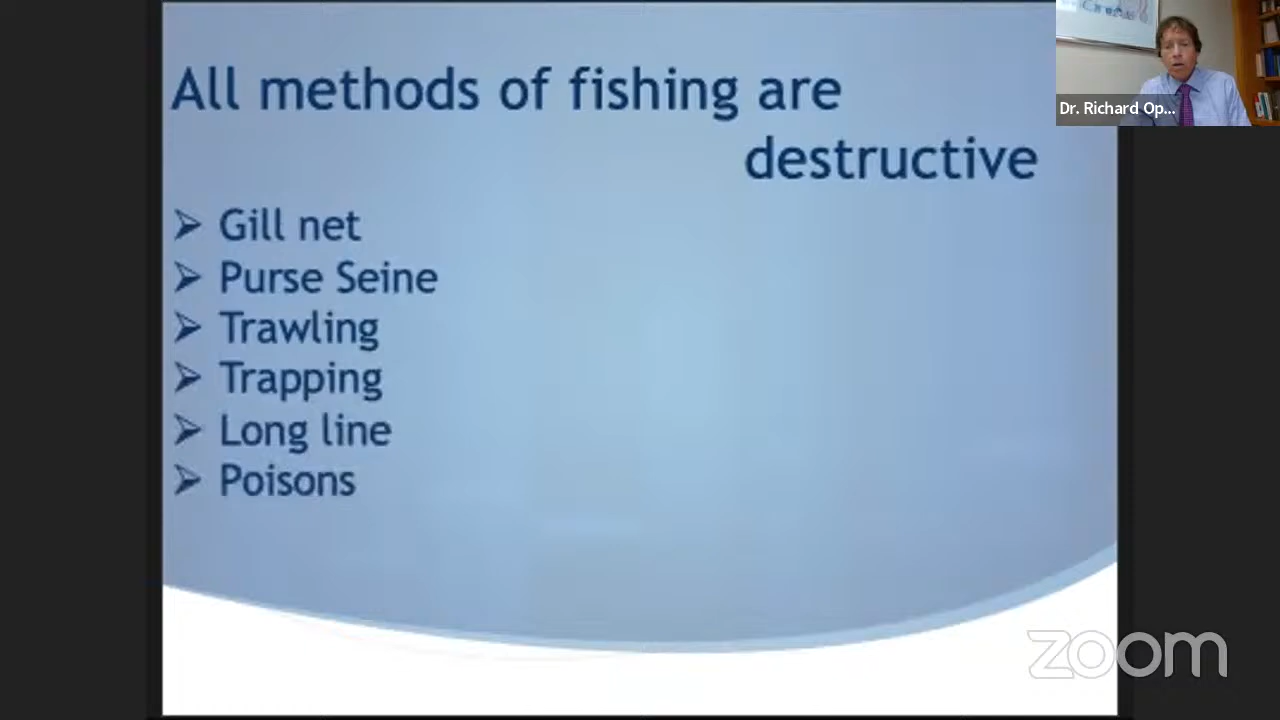 All methods of fishing are
destructive
➢ Gill net
➢ Purse Seine
➢ Trawling
➢ Trapping
➢ Long line
➢ Poisons
Dr. Richard Op...
zoom